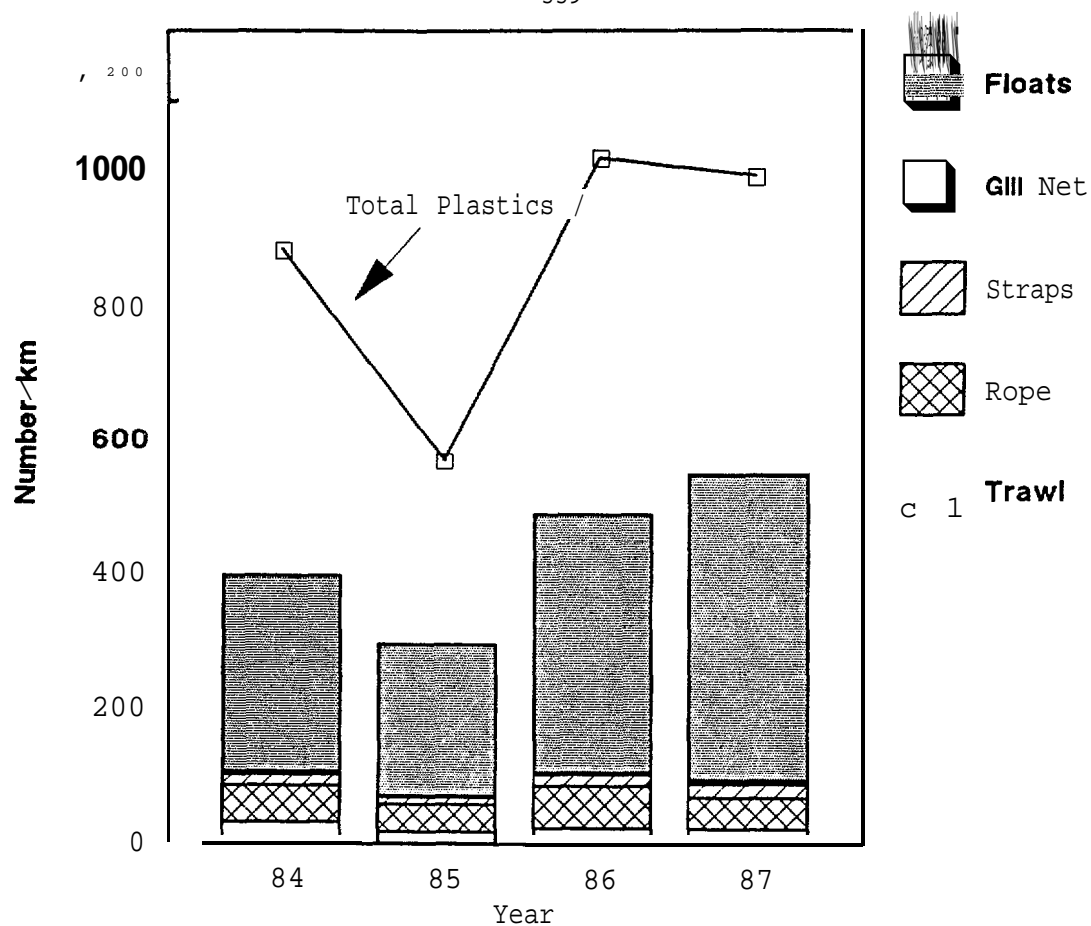 , 200
1000
800
600
400
200
0
Number/km
Total Plastics
84 85 86 87
Year
Floats
Gill Net
Straps
Rope
c l Trawl